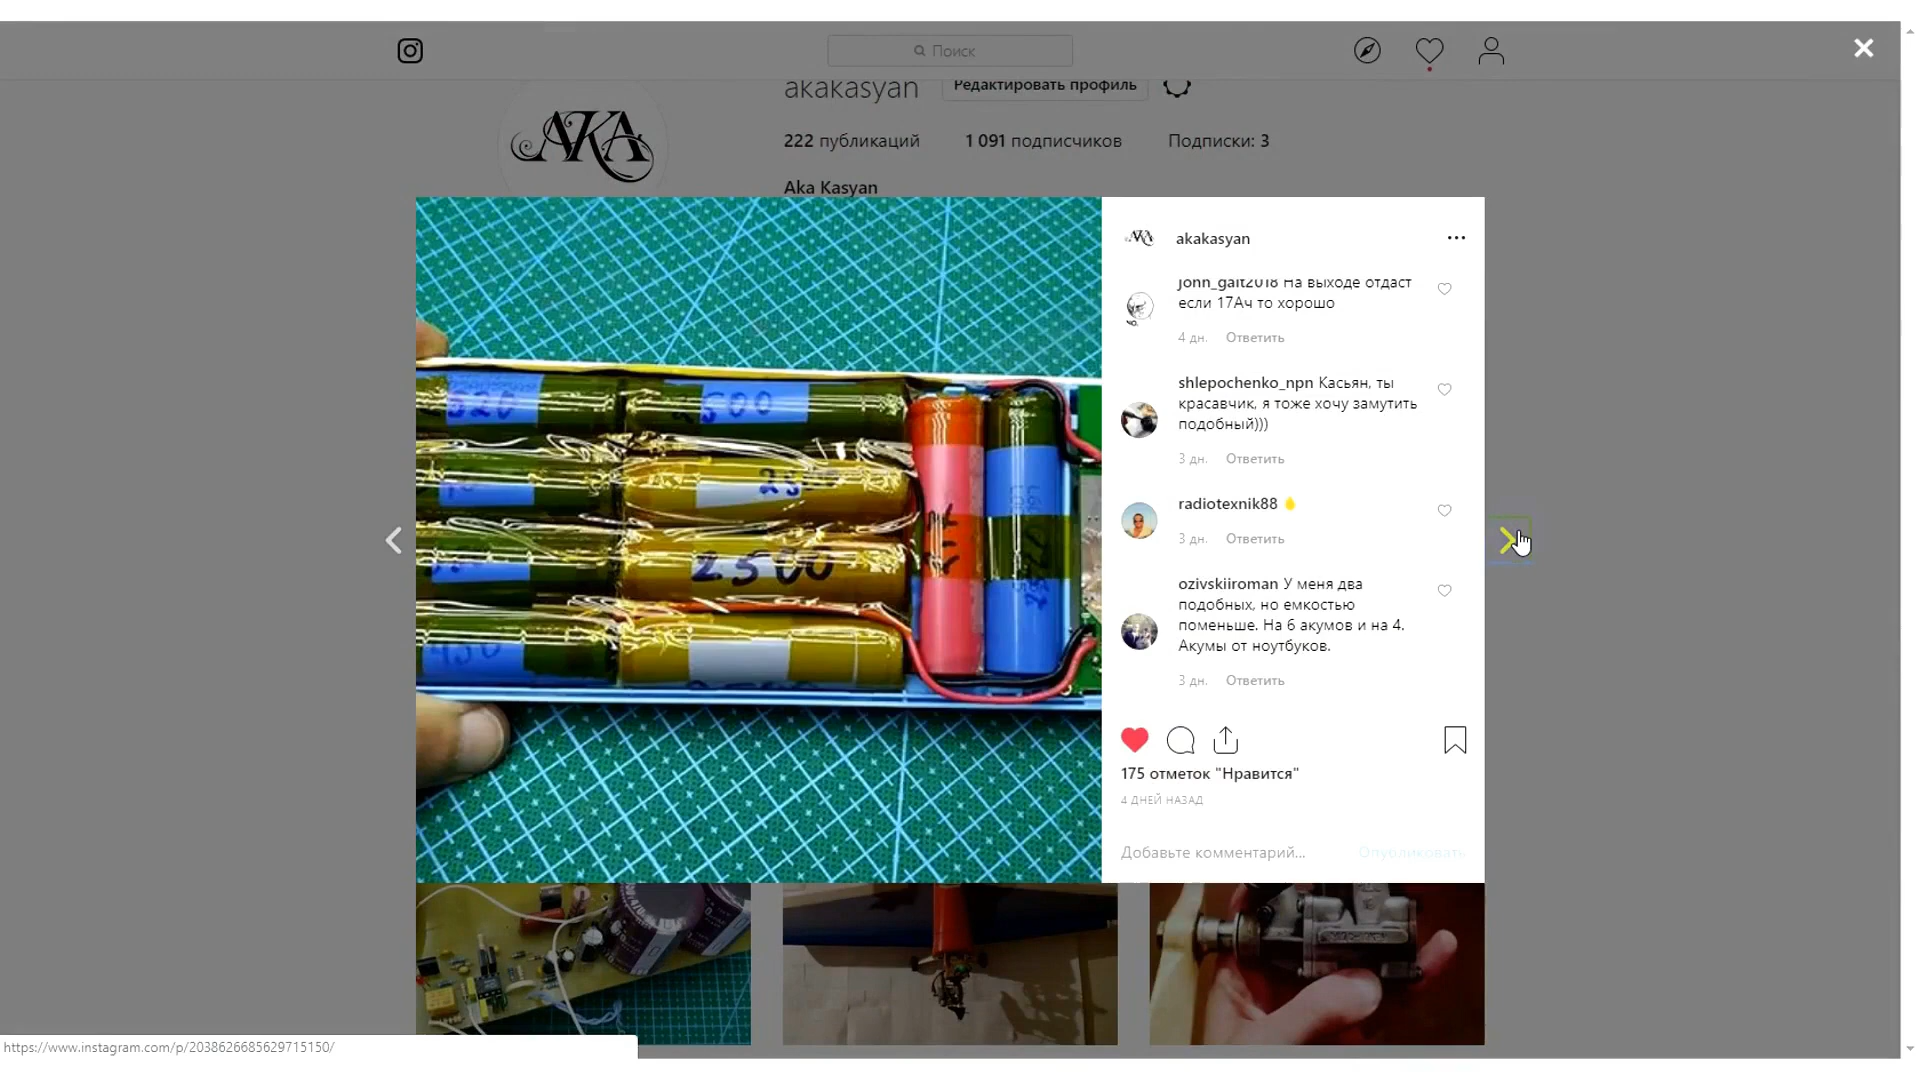 Поиск
akakasyan
Редактировать профиль
222 публикаций
1 091 подписчиков
Подписки: 3
AKA
Aka Kasyan
AKA
akakasyan
john_galt2018 На выходе отдаст
если 17Ач то хорошо
4 дн.
Ответить
shlepochenko_npn Касьян, ты
красавчик, я тоже хочу замутить
подобный)))
3 дн.
Ответить
radiotexnik88
3 дн.
Ответить
ozivskiiroman У меня два
подобных, но емкостью
поменьше. На 6 акумов и на 4.
Акумы от ноутбуков.
3 дн.
Ответить
175 отметок "Нравится"
4 ДНЕЙ НАЗАД
Добавьте комментарий...
Опубликовать
2500
https://www.instagram.com/p/2038626685629715150/